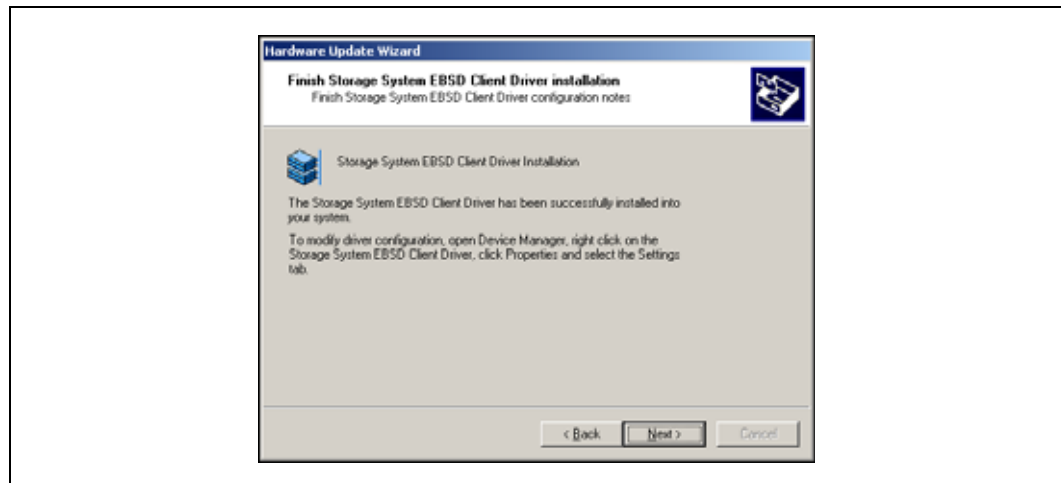 Hardware Update Wizard
Finish Storage System EBSD Client Driver installation
Finish Storage System EBSD Client Driver configuration notes
Storage System EBSD Client Driver Installation
The Storage System EBSD Client Driver has been successfully installed into
your system.
To modify driver configuration, open Device Manager, right click on the
Storage System EBSD Client Driver, click Properties and select the Settings
tab.
< Back Next > Cancel